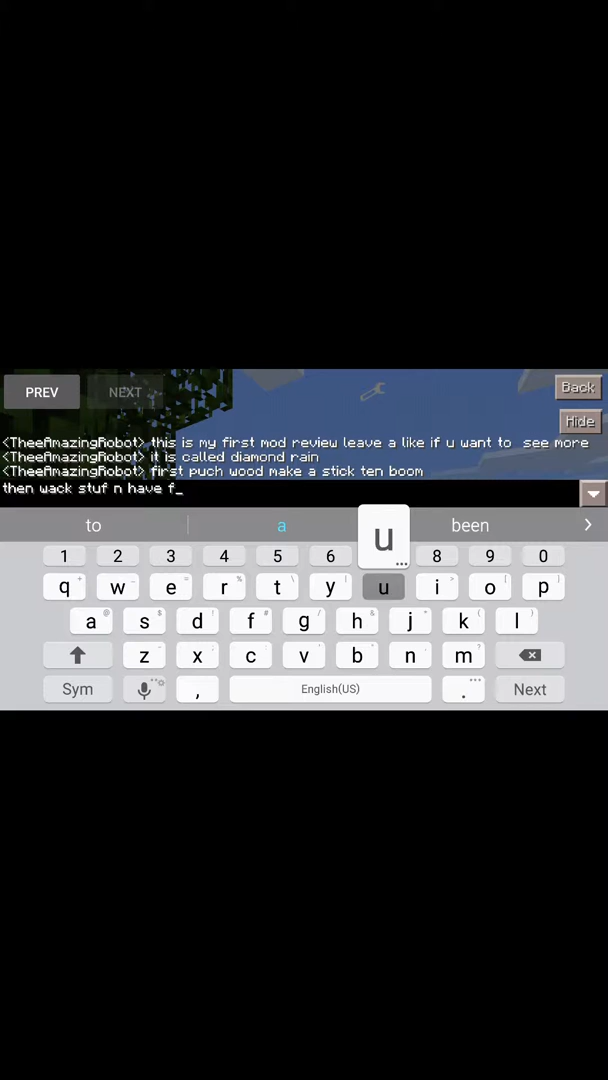 PREV
NEXT
Back
Hide
<TheeAmazingRobot> this is my first mod review leave a like if u want to  see more
<TheeAmazingRobot> it is called diamond rain
<TheeAmazingRobot> first puch wood make a stick ten boom
then wack stuf n have f_
to a been >
u
1 2 3 4 5 6 8 9 0
q w e r t y u i o p
a s d f g h j k l
z x c v b n m
Sym , English(US) . Next